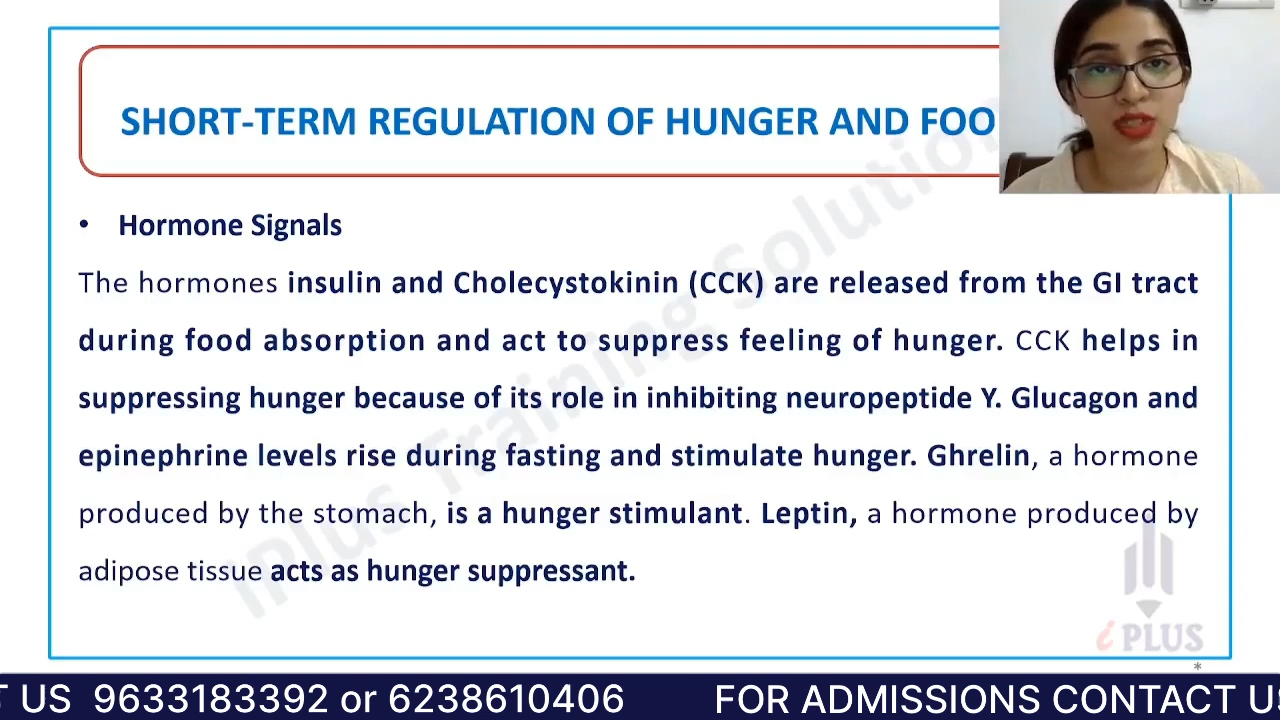 SHORT-TERM REGULATION OF HUNGER AND FOO
• Hormone Signals
The hormones insulin and Cholecystokinin (CCK) are released from the GI tract
during food absorption and act to suppress feeling of hunger. CCK helps in
suppressing hunger because of its role in inhibiting neuropeptide Y. Glucagon and
epinephrine levels rise during fasting and stimulate hunger. Ghrelin, a hormone
produced by the stomach, is a hunger stimulant. Leptin, a hormone produced by
adipose tissue acts as hunger suppressant.
IPlus Training Solution
i PLUS
*
T US 9633183392 or 6238610406 FOR ADMISSIONS CONTACT US